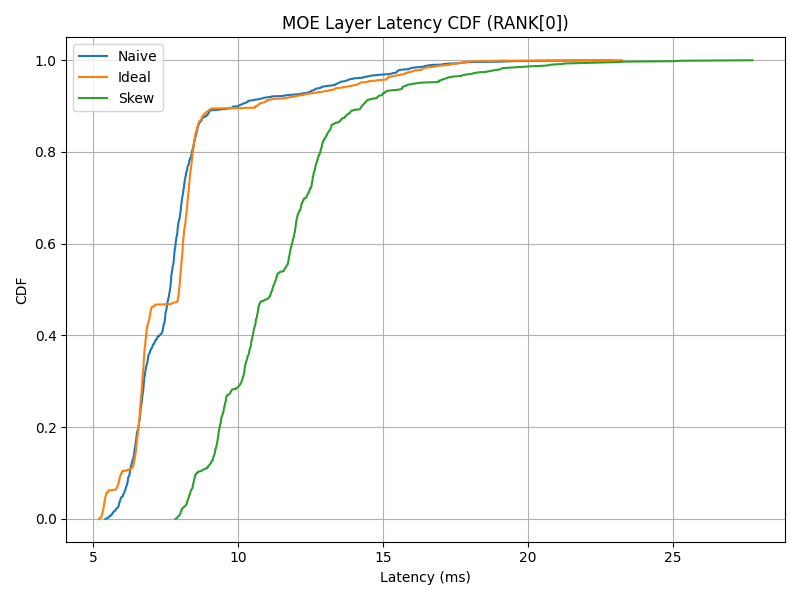 MOE Layer Latency CDF (RANK[0])
Naive
Ideal
Skew
1.0
0.8
0.6
0.4
0.2
0.0
CDF
5
10
15
20
25
Latency (ms)